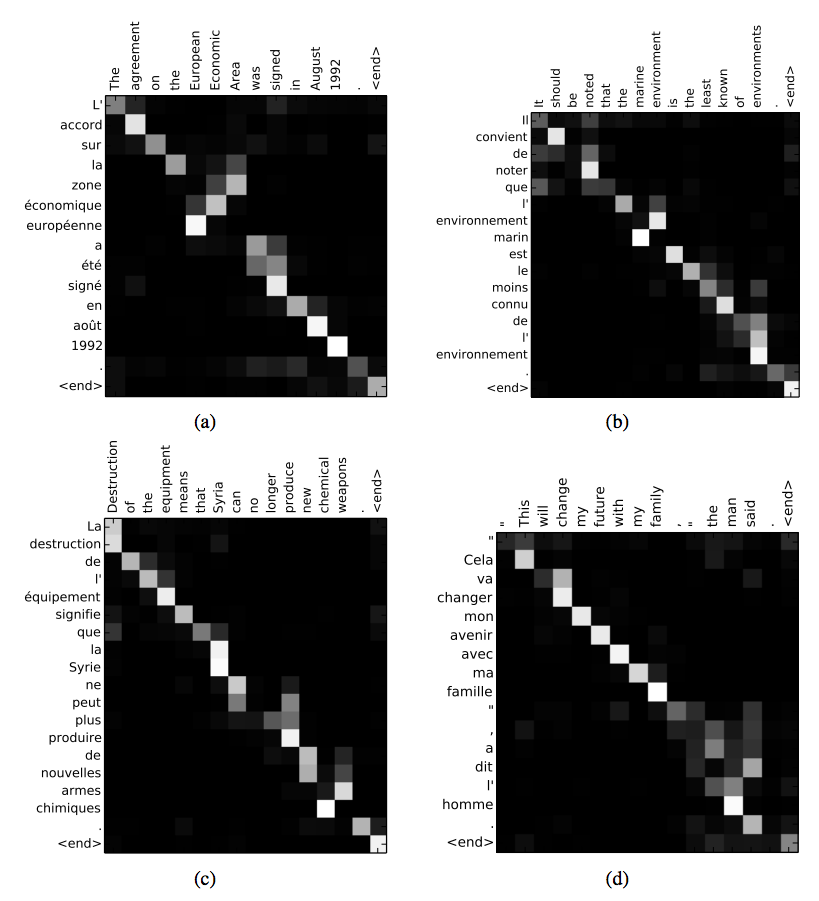 The agreement on the European Economic Area was signed in August 1992 . <end>
L'
accord
sur
la
zone
économique
européenne
a
été
signé
en
août
1992
.
<end>
(a)
It should be noted that the marine environment is the least known of environments . <end>
Il
convient
de
noter
que
l'
environnement
marin
est
le
moins
connu
de
l'
environnement
.
<end>
(b)
Destruction of the equipment means that Syria can no longer produce new chemical weapons . <end>
La
destruction
de
l'
équipement
signifie
que
la
Syrie
ne
peut
plus
produire
de
nouvelles
armes
chimiques
.
<end>
(c)
" This will change my future with my family , " the man said . <end>
"
Cela
va
changer
mon
avenir
avec
ma
famille
"
,
a
dit
l'
homme
.
<end>
(d)